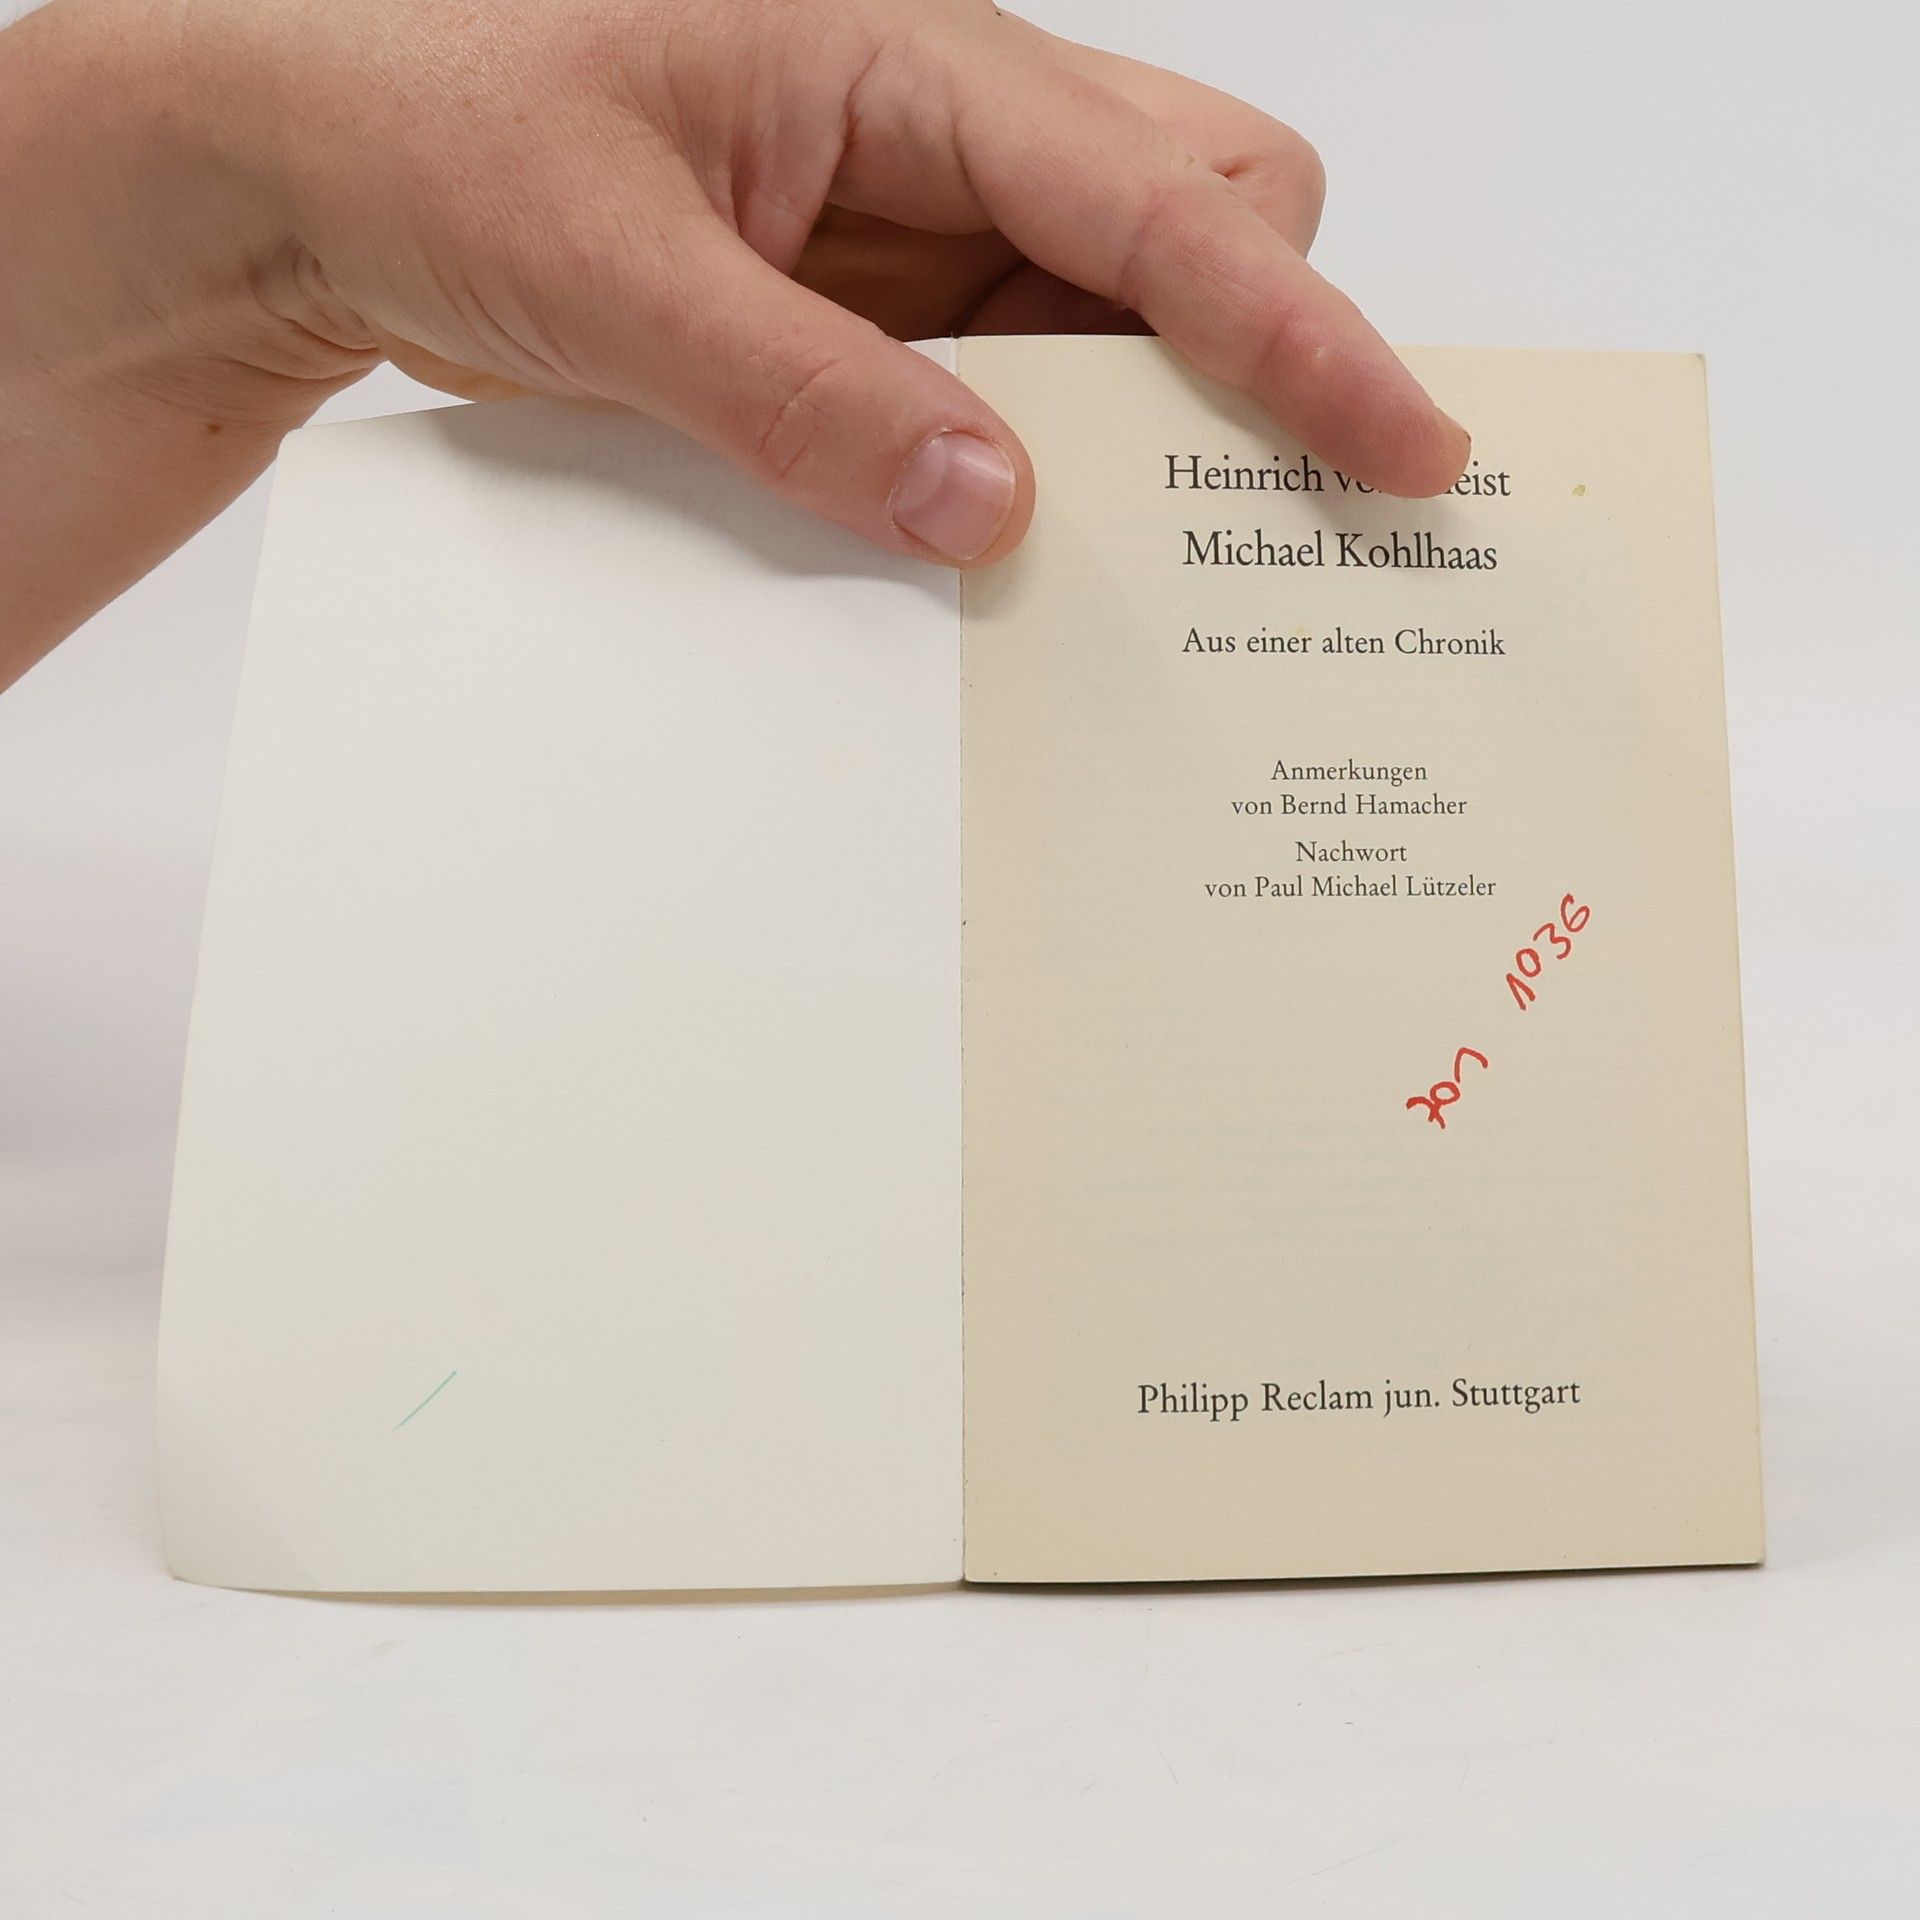 Heinrich
Michael Kohlhaas
Aus einer alten Chronik
Anmerkungen
von Bernd Hamacher
Nachwort
von Paul Michael Lützeler
1036
Philipp Reclam jun. Stuttgart